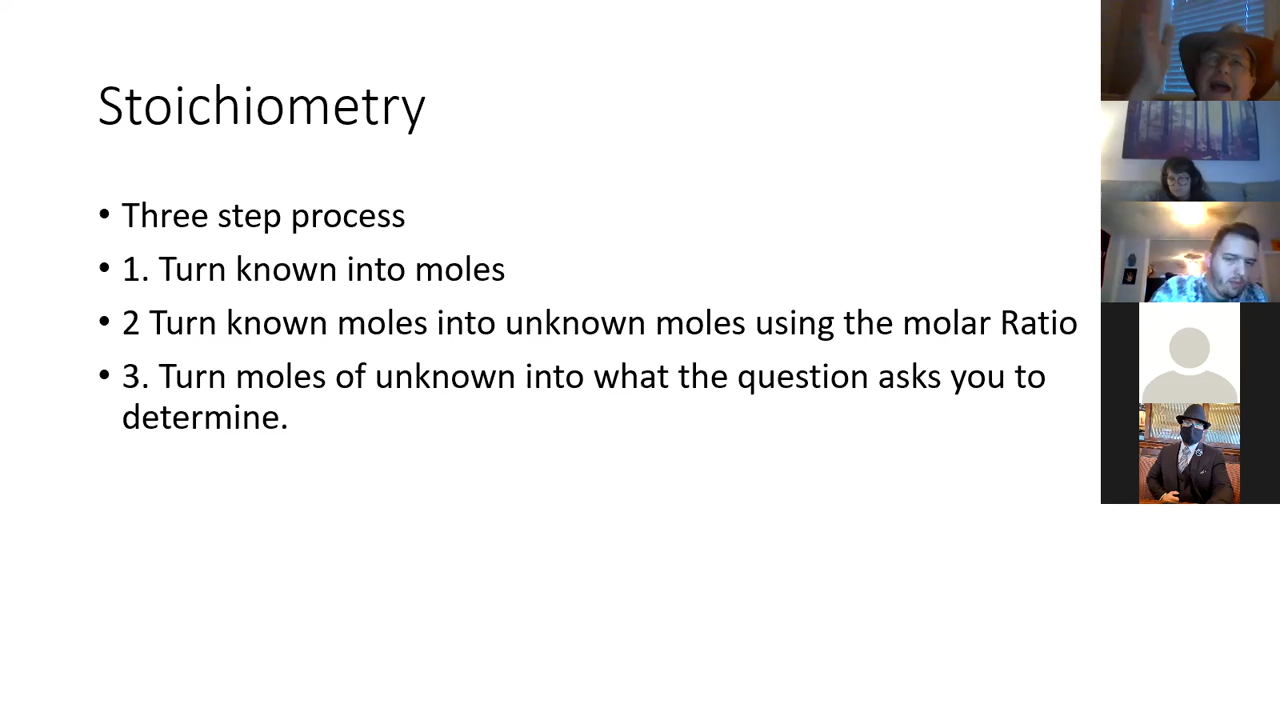 Stoichiometry
• Three step process
• 1. Turn known into moles
• 2 Turn known moles into unknown moles using the molar Ratio
• 3. Turn moles of unknown into what the question asks you to
determine.